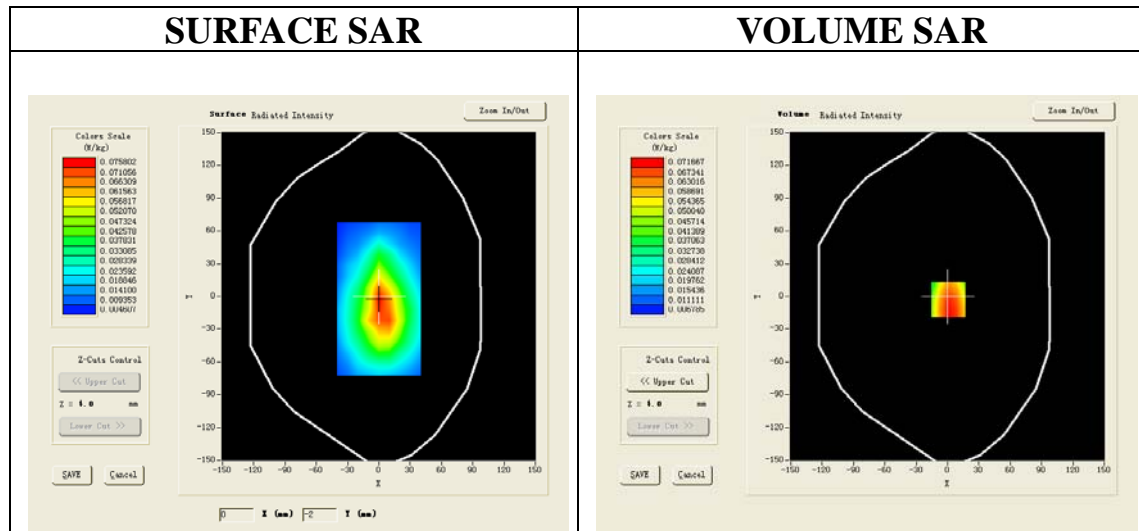 SURFACE SAR
VOLUME SAR
Surface Radiated Intensity
Zoom In/Out
Colors Scale
(W/kg)
0.075802
0.071056
0.066309
0.061563
0.056817
0.052070
0.047324
0.042578
0.037831
0.033085
0.028339
0.023592
0.018846
0.014100
0.009353
0.004607
150
120
90
60
30
0
-30
-60
-90
-120
-150
Y
-150 -120 -90 -60 -30 0 30 60 90 120 150
X
Z-Cuts Control
<< Upper Cut
Z = 4.0 mm
Lower Cut >>
SAVE
Cancel
0 X (mm) -2 Y (mm)
Volume Radiated Intensity
Zoom In/Out
Colors Scale
(W/kg)
0.071667
0.067341
0.063016
0.058691
0.054365
0.050040
0.045714
0.041389
0.037063
0.032738
0.028412
0.024087
0.019762
0.015436
0.011111
0.006785
150
120
90
60
30
0
-30
-60
-90
-120
-150
Y
-150 -120 -90 -60 -30 0 30 60 90 120 150
X
Z-Cuts Control
<< Upper Cut
Z = 4.0 mm
Lower Cut >>
SAVE
Cancel